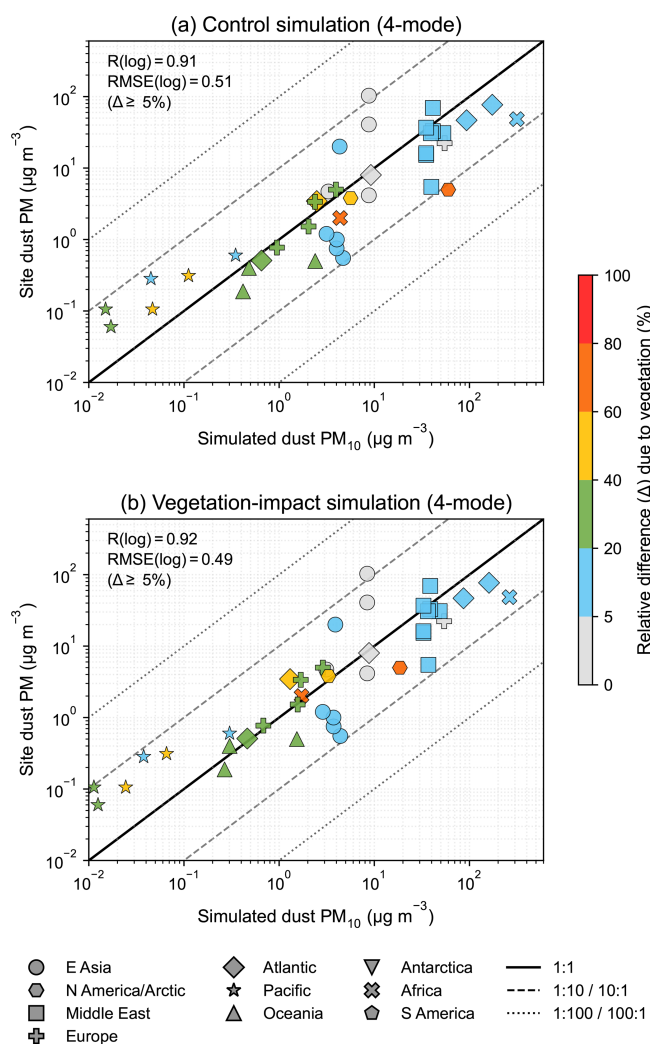 (a) Control simulation (4-mode)
R(log) = 0.91
RMSE(log) = 0.51
(Δ ≥ 5%)
Site dust PM (μg m⁻³)
10²
10¹
10⁰
10⁻¹
10⁻²
10⁻² 10⁻¹ 10⁰ 10¹ 10²
Simulated dust PM₁₀ (μg m⁻³)
(b) Vegetation-impact simulation (4-mode)
R(log) = 0.92
RMSE(log) = 0.49
(Δ ≥ 5%)
Site dust PM (μg m⁻³)
10²
10¹
10⁰
10⁻¹
10⁻²
10⁻² 10⁻¹ 10⁰ 10¹ 10²
Simulated dust PM₁₀ (μg m⁻³)
100
80
60
40
20
5
0
Relative difference (Δ) due to vegetation (%)
E Asia Atlantic Antarctica 1:1
N America/Arctic Pacific Africa 1:10 / 10:1
Middle East Oceania S America 1:100 / 100:1
Europe